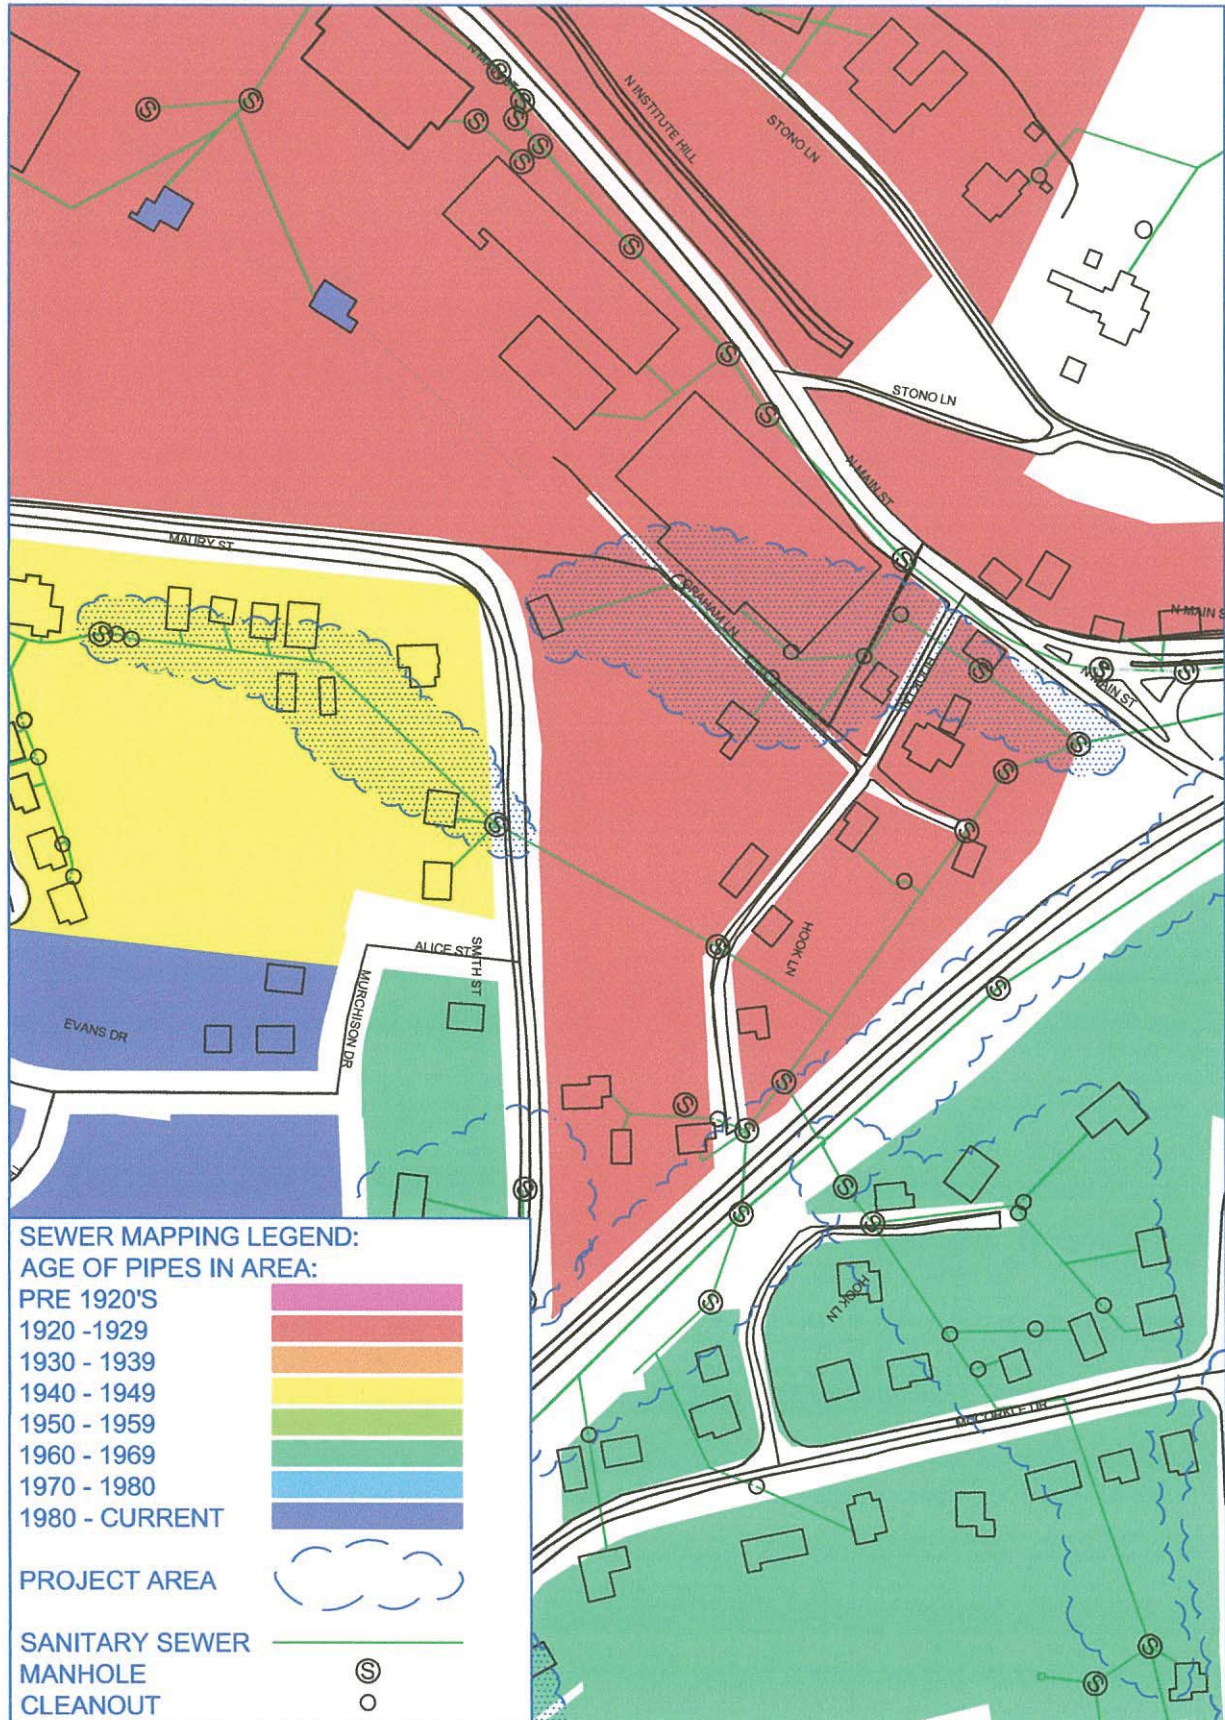 N INSTITUTE HILL
STONO LN
STONO LN
N MAIN ST
MAURY ST
GRAHAM LN
N MAIN S
HOOK LN
N MAIN ST
ALICE ST
SMITH ST
HOOK LN
MURCHISON DR
EVANS DR
HOOK LN
MCCORKLE DR
SEWER MAPPING LEGEND:
AGE OF PIPES IN AREA:
PRE 1920'S
1920 -1929
1930 - 1939
1940 - 1949
1950 - 1959
1960 - 1969
1970 - 1980
1980 - CURRENT
PROJECT AREA
SANITARY SEWER
MANHOLE
S
CLEANOUT